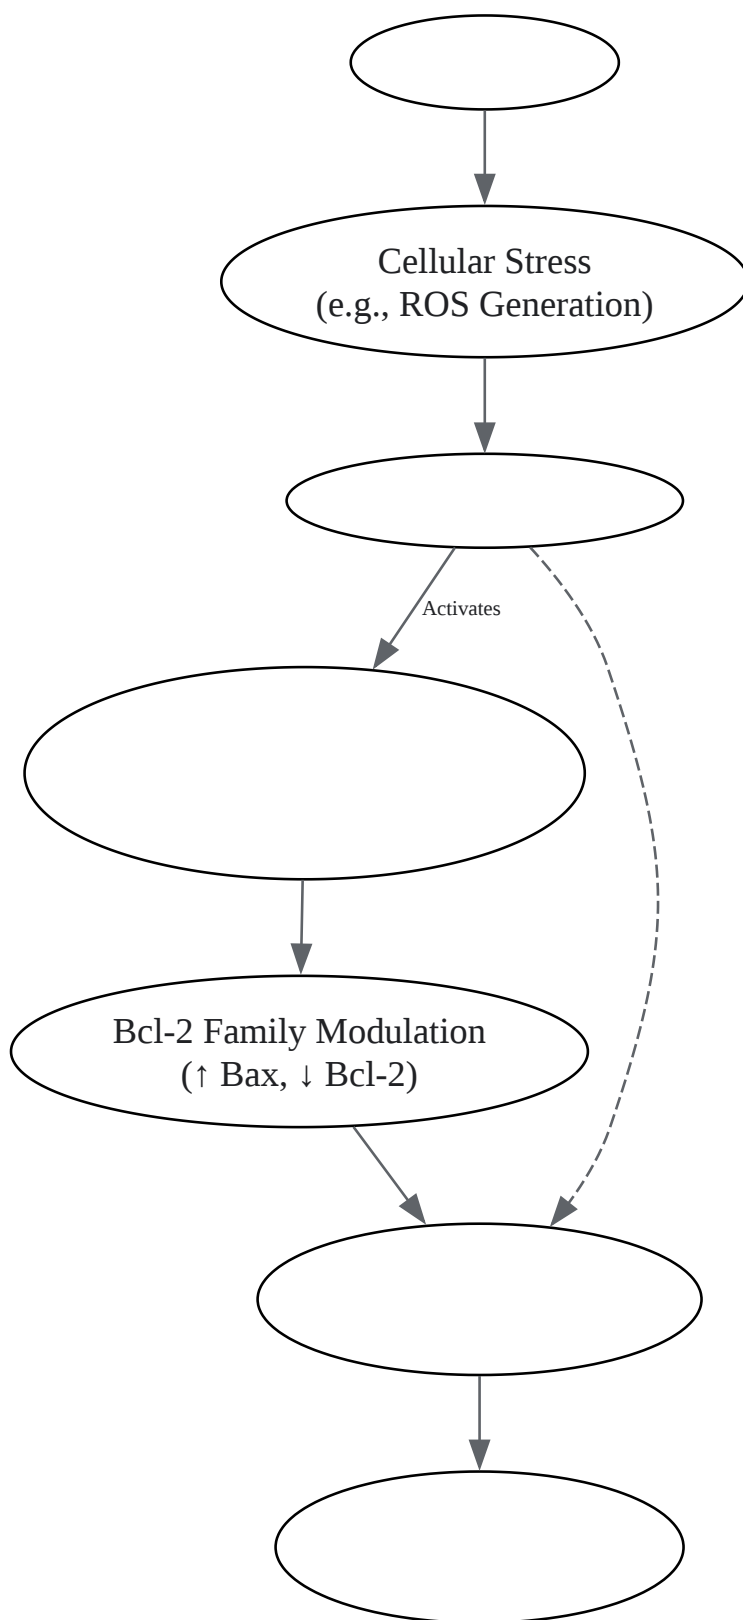 Cellular Stress
(e.g., ROS Generation)
Activates
Bcl-2 Family Modulation
(↑ Bax, ↓ Bcl-2)